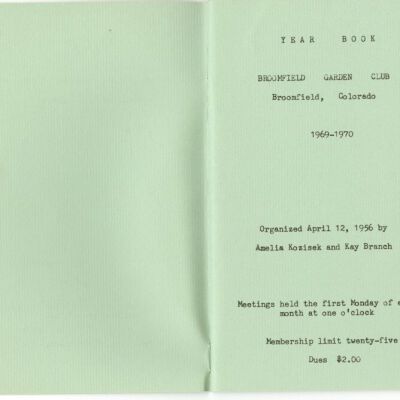 YEAR BOOK
BROOMFIELD GARDEN CLUB
Broomfield, Colorado
1969-1970
Organized April 12, 1956 by
Amelia Kozisek and Kay Branch
Meetings held the first Monday of
month at one o'clock
Membership limit twenty-five
Dues $2.00